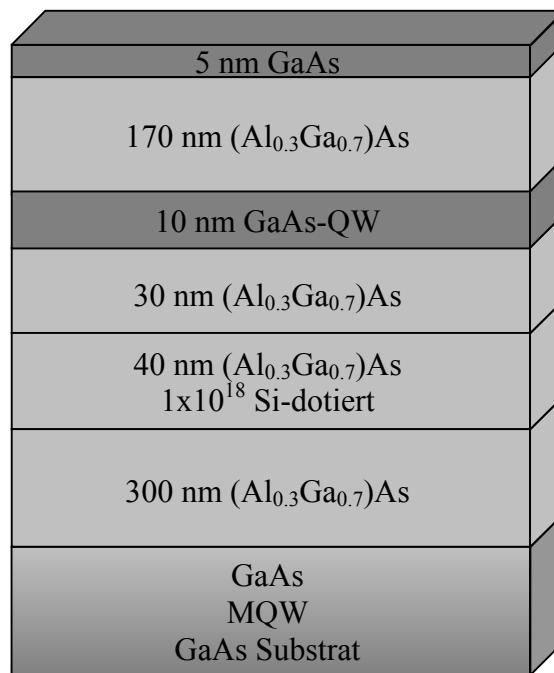 5 nm GaAs
170 nm (Al₀.₃Ga₀.₇)As
10 nm GaAs-QW
30 nm (Al₀.₃Ga₀.₇)As
40 nm (Al₀.₃Ga₀.₇)As
1x10¹⁸ Si-dotiert
300 nm (Al₀.₃Ga₀.₇)As
GaAs
MQW
GaAs Substrat